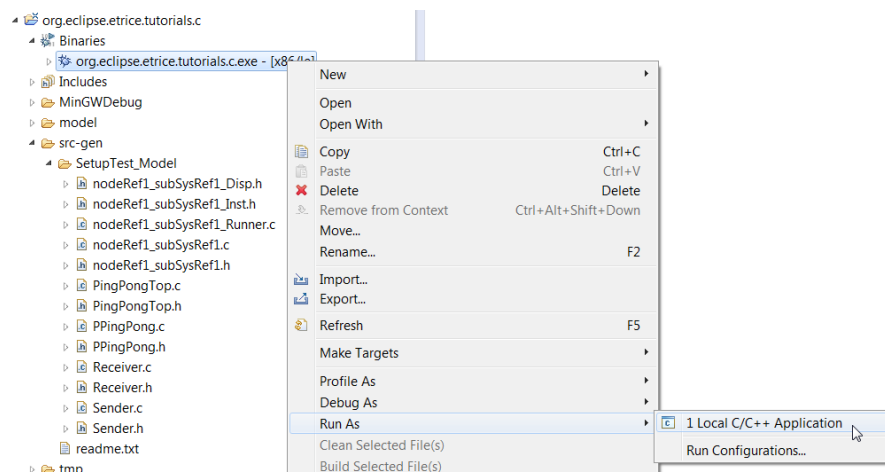 org.eclipse.etrice.tutorials.c
Binaries
org.eclipse.etrice.tutorials.c.exe - [x86/le]
Includes
MinGWDebug
model
src-gen
SetupTest_Model
nodeRef1_subSysRef1_Disp.h
nodeRef1_subSysRef1_Inst.h
nodeRef1_subSysRef1_Runner.c
nodeRef1_subSysRef1.c
nodeRef1_subSysRef1.h
PingPongTop.c
PingPongTop.h
PPingPong.c
PPingPong.h
Receiver.c
Receiver.h
Sender.c
Sender.h
readme.txt
tmp
New
Open
Open With
Copy Ctrl+C
Paste Ctrl+V
Delete Delete
Remove from Context Ctrl+Alt+Shift+Down
Move...
Rename... F2
Import...
Export...
Refresh F5
Make Targets
Profile As
Debug As
Run As
Clean Selected File(s)
Build Selected File(s)
1 Local C/C++ Application
Run Configurations...